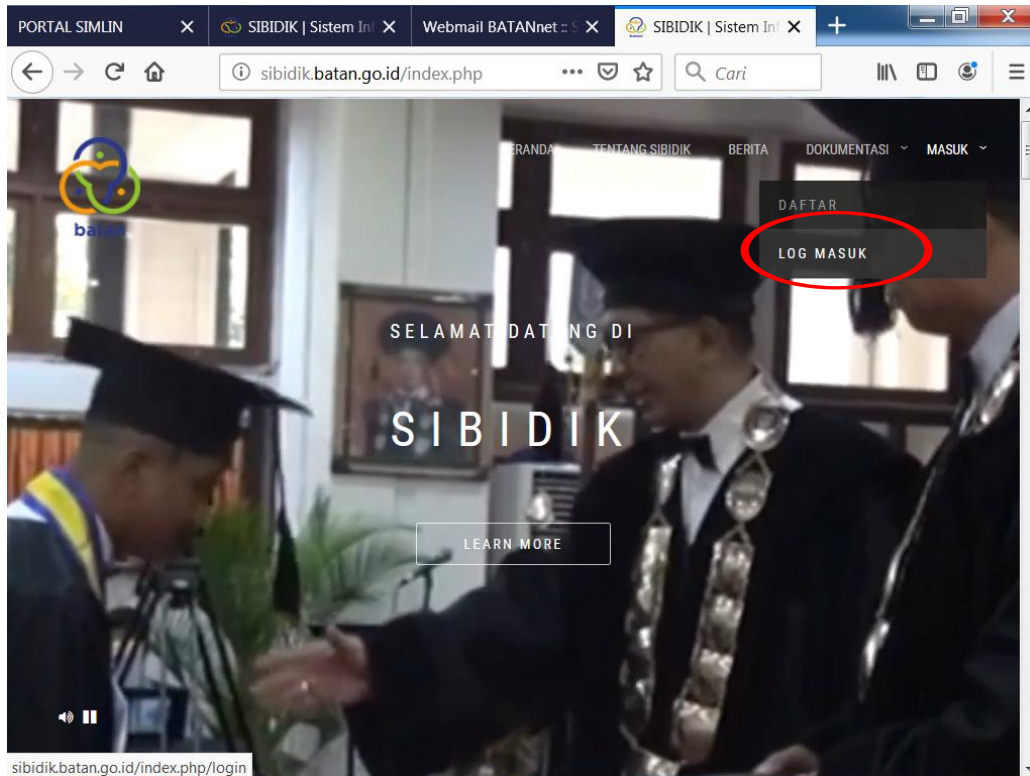 PORTAL SIMLIN
SIBIDIK | Sistem Inf
Webmail BATANnet :: S
SIBIDIK | Sistem Inf
sibidik.batan.go.id/index.php
Cari
batan
TENTANG SIBIDIK
BERITA
DOKUMENTASI
MASUK
DAFTAR
LOG MASUK
SELAMAT DATANG DI
SIBIDIK
LEARN MORE
sibidik.batan.go.id/index.php/login